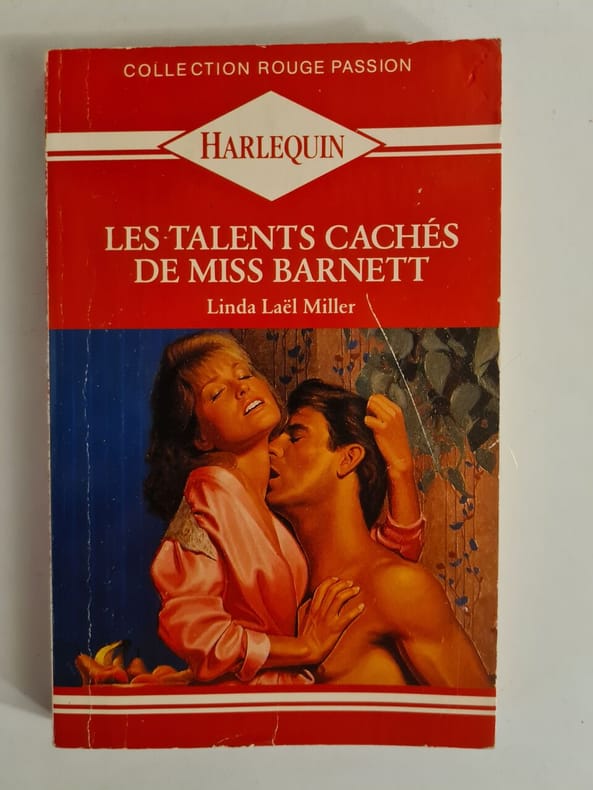 COLLECTION ROUGE PASSION
HARLEQUIN
LES TALENTS CACHÉS
DE MISS BARNETT
Linda Laël Miller